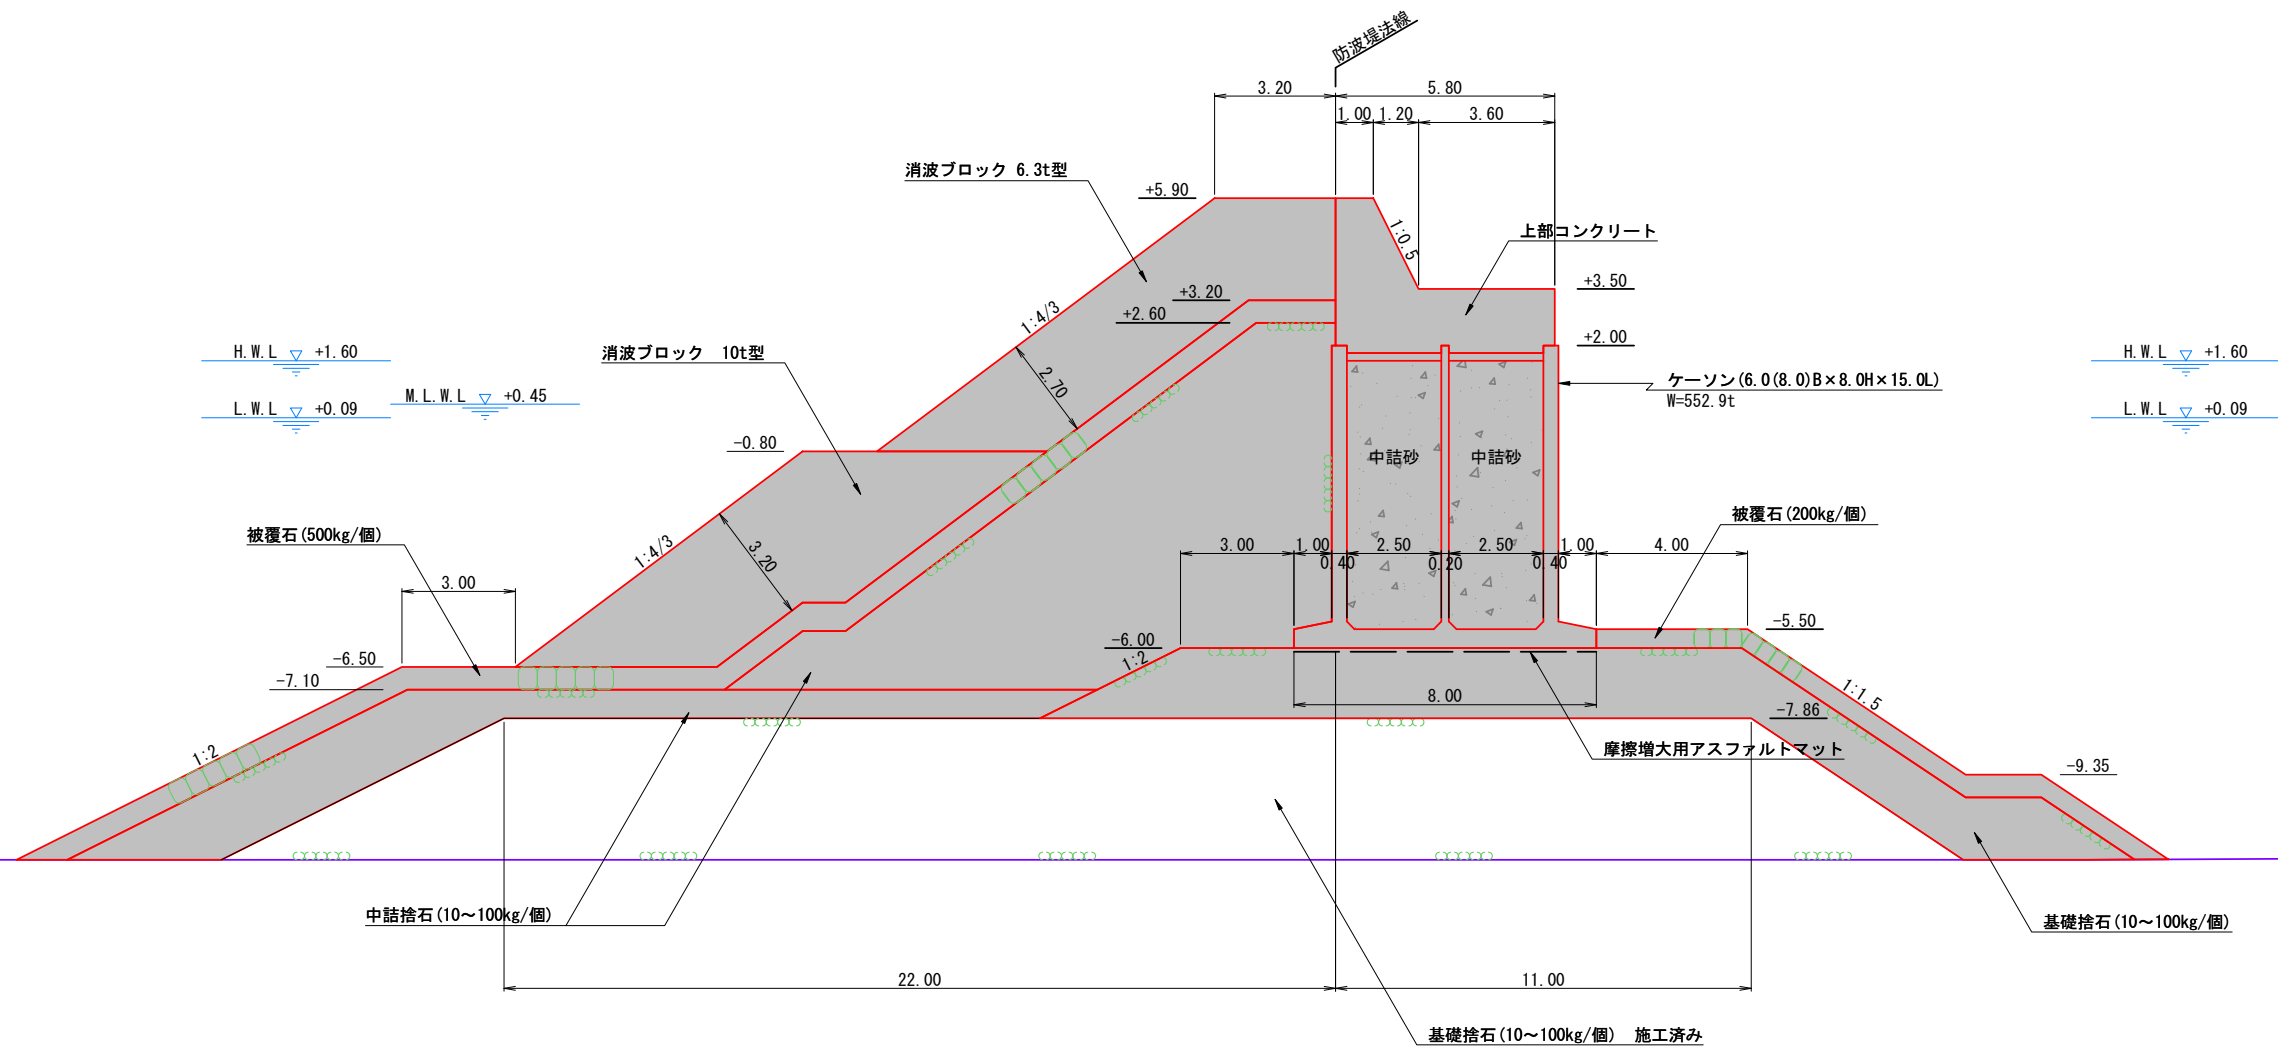 防波堤法線
3.20
5.80
1.00
1.20
3.60
消波ブロック 6.3t型
+5.90
1:0.5
上部コンクリート
+3.50
+3.20
+2.60
1:4/3
+2.00
H.W.L +1.60
消波ブロック 10t型
H.W.L +1.60
M.L.W.L +0.45
2.70
ケーソン(6.0(8.0)B×8.0H×15.0L)
W=552.9t
L.W.L +0.09
L.W.L +0.09
-0.80
中詰砂
中詰砂
被覆石(500kg/個)
被覆石(200kg/個)
1:4/3
3.20
3.00
3.00
1.00
2.50
2.50
1.00
4.00
0.40
0.20
0.40
-5.50
-6.00
-6.50
1:2
-7.10
8.00
1:1.5
-7.86
1:2
摩擦増大用アスファルトマット
-9.35
中詰捨石(10〜100kg/個)
基礎捨石(10〜100kg/個)
22.00
11.00
基礎捨石(10〜100kg/個) 施工済み